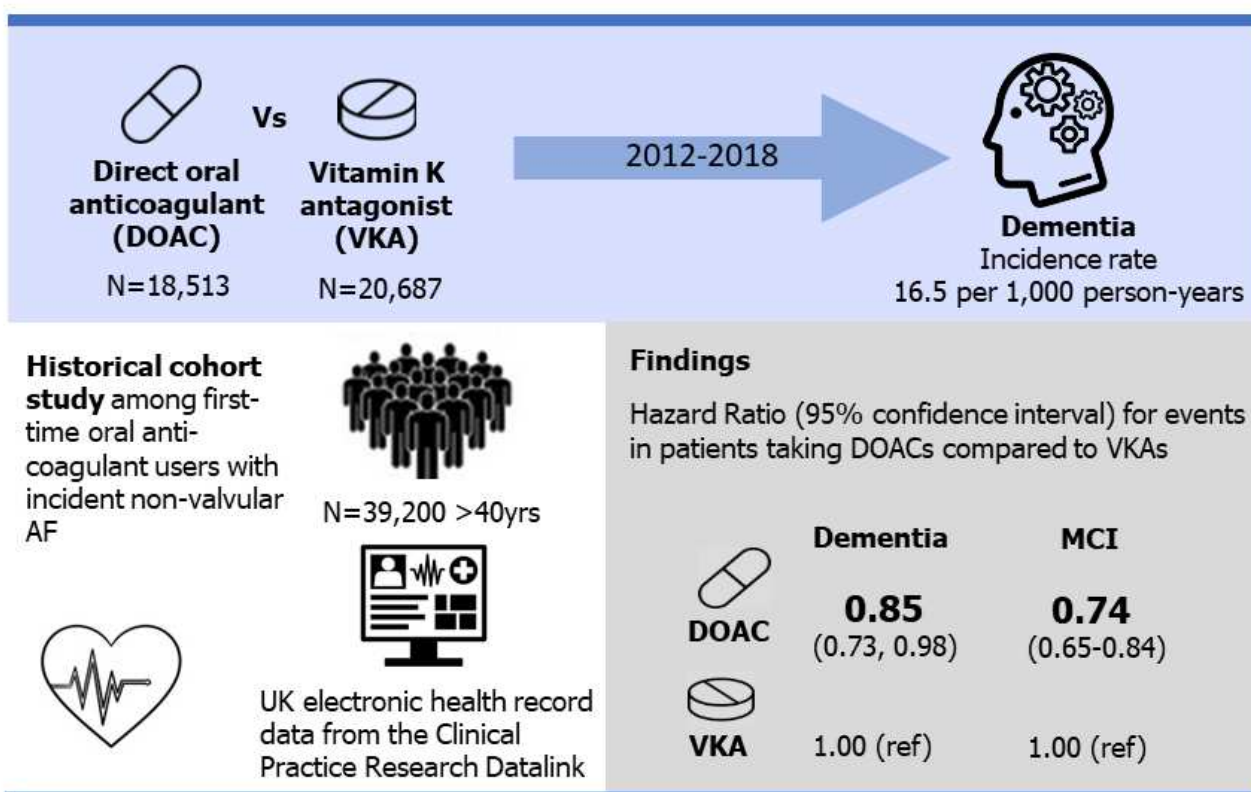 Vs
Direct oral
anticoagulant
(DOAC)
N=18,513
Vitamin K
antagonist
(VKA)
N=20,687
2012-2018
Dementia
Incidence rate
16.5 per 1,000 person-years
Historical cohort
study among first-
time oral anti-
coagulant users with
incident non-valvular
AF
N=39,200 >40yrs
UK electronic health record
data from the Clinical
Practice Research Datalink
Findings
Hazard Ratio (95% confidence interval) for events
in patients taking DOACs compared to VKAs
Dementia MCI
DOAC 0.85 0.74
(0.73, 0.98) (0.65-0.84)
VKA 1.00 (ref) 1.00 (ref)